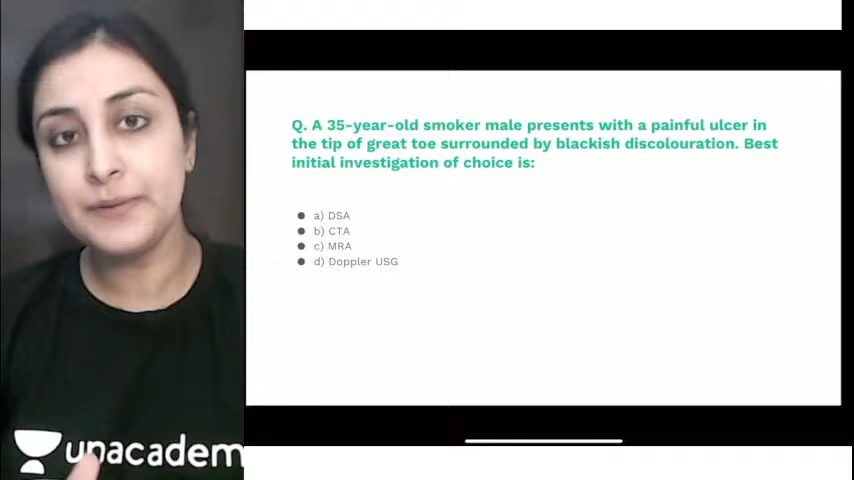 Q. A 35-year-old smoker male presents with a painful ulcer in
the tip of great toe surrounded by blackish discolouration. Best
initial investigation of choice is:
a) DSA
b) CTA
c) MRA
d) Doppler USG
unacadem